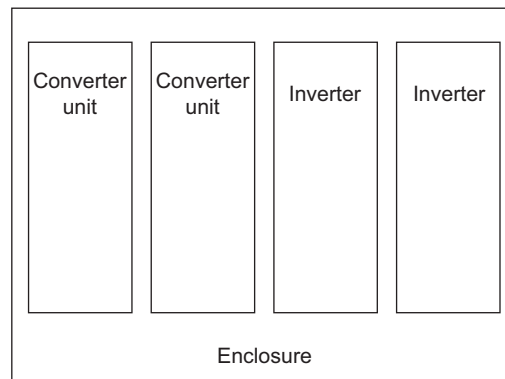 Converter
unit
Converter
unit
Inverter
Inverter
Enclosure